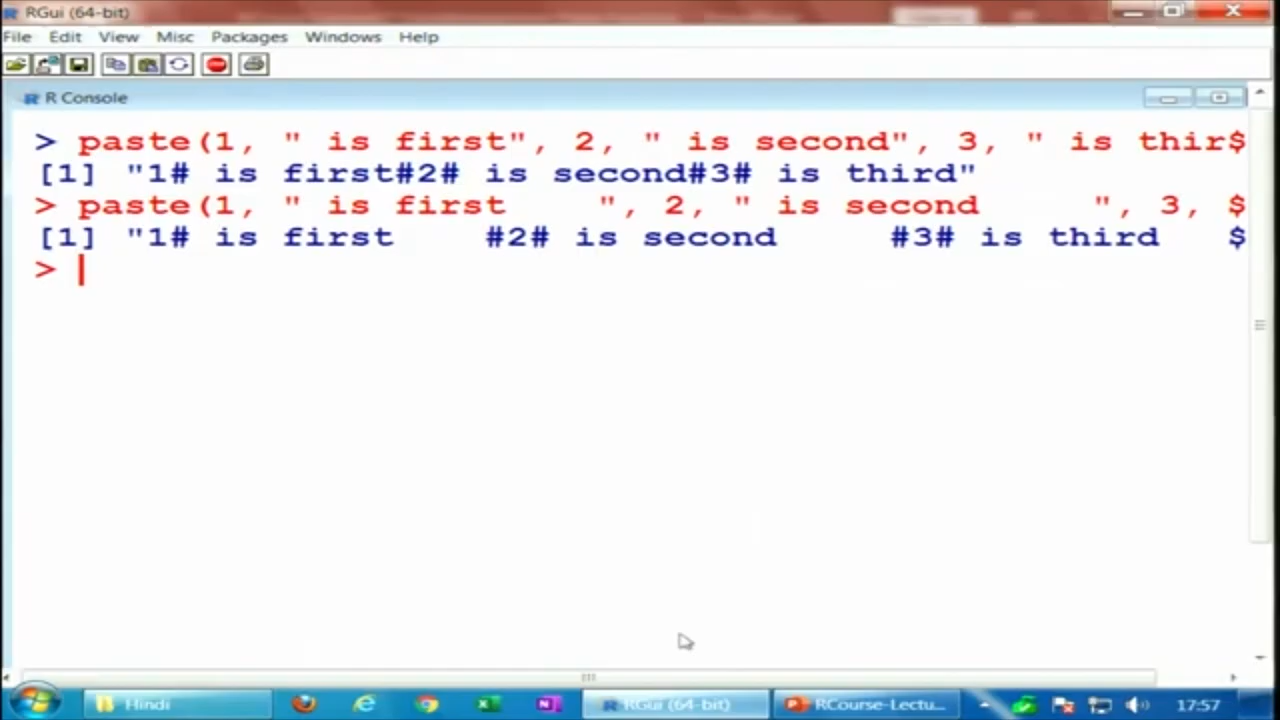 RGui (64-bit)
File Edit View Misc Packages Windows Help
R Console
> paste(1, " is first", 2, " is second", 3, " is thir$
[1] "1# is first#2# is second#3# is third"
> paste(1, " is first    ", 2, " is second     ", 3, $
[1] "1# is first    #2# is second     #3# is third   $
>
Hindi RGui (64-bit) RCourse-Lectu... 17:57